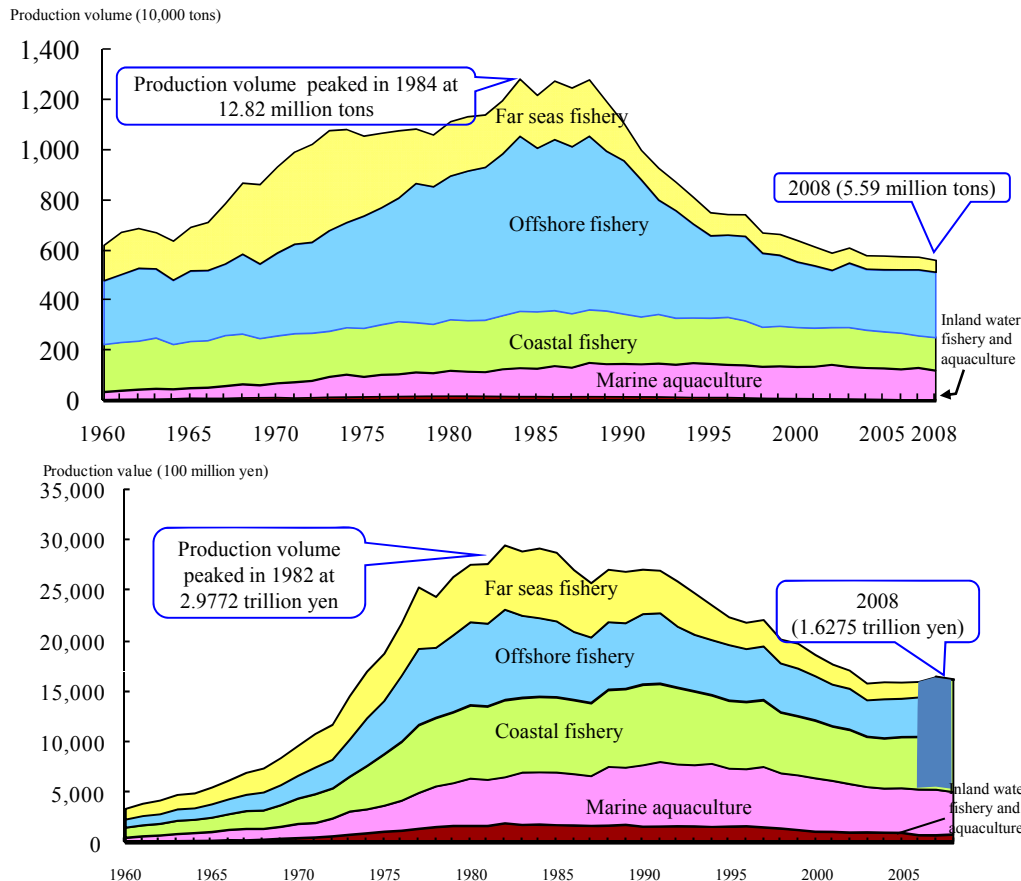 Production volume (10,000 tons)
1,400
1,200
1,000
800
600
400
200
0
Production volume peaked in 1984 at
12.82 million tons
Far seas fishery
2008 (5.59 million tons)
Offshore fishery
Coastal fishery
Marine aquaculture
Inland water
fishery and
aquaculture
1960 1965 1970 1975 1980 1985 1990 1995 2000 2005 2008
Production value (100 million yen)
35,000
30,000
25,000
20,000
15,000
10,000
5,000
0
Production volume
peaked in 1982 at
2.9772 trillion yen
Far seas fishery
2008
(1.6275 trillion yen)
Offshore fishery
Coastal fishery
Marine aquaculture
Inland water
fishery and
aquaculture
1960 1965 1970 1975 1980 1985 1990 1995 2000 2005